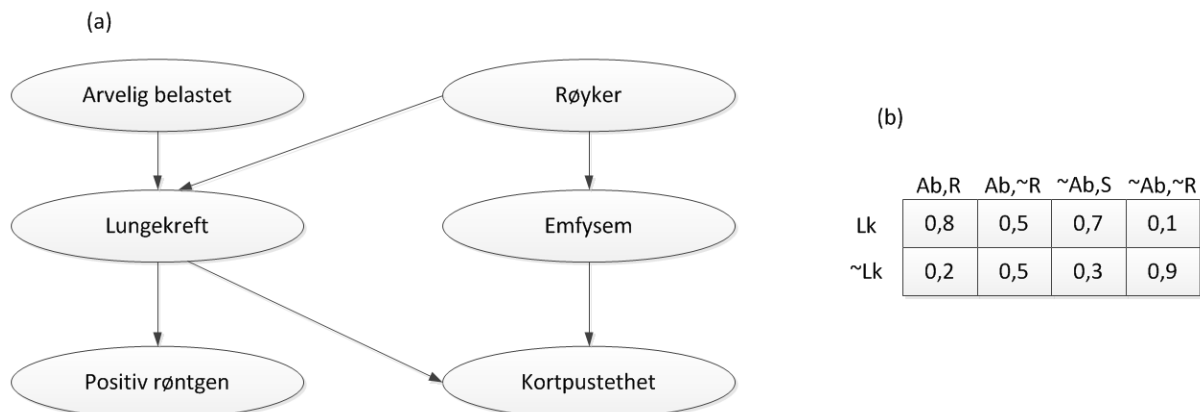 (a)
Arvelig belastet
Røyker
Lungekreft
Emfysem
Positiv røntgen
Kortpustethet
(b)
Ab,R Ab,~R ~Ab,S ~Ab,~R
Lk 0,8 0,5 0,7 0,1
~Lk 0,2 0,5 0,3 0,9